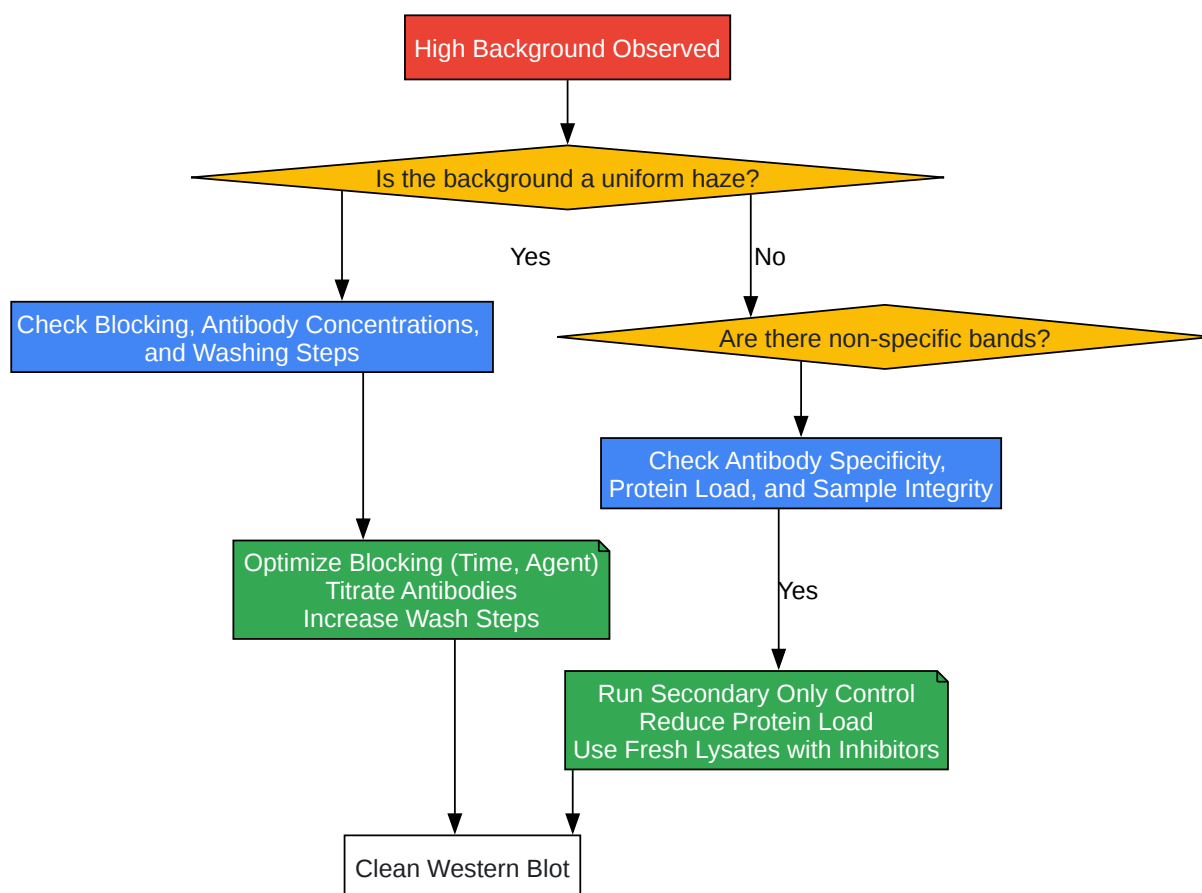 High Background Observed
Is the background a uniform haze?
Yes
No
Check Blocking, Antibody Concentrations,
and Washing Steps
Are there non-specific bands?
Check Antibody Specificity,
Protein Load, and Sample Integrity
Optimize Blocking (Time, Agent)
Titrate Antibodies
Increase Wash Steps
Yes
Run Secondary Only Control
Reduce Protein Load
Use Fresh Lysates with Inhibitors
Clean Western Blot